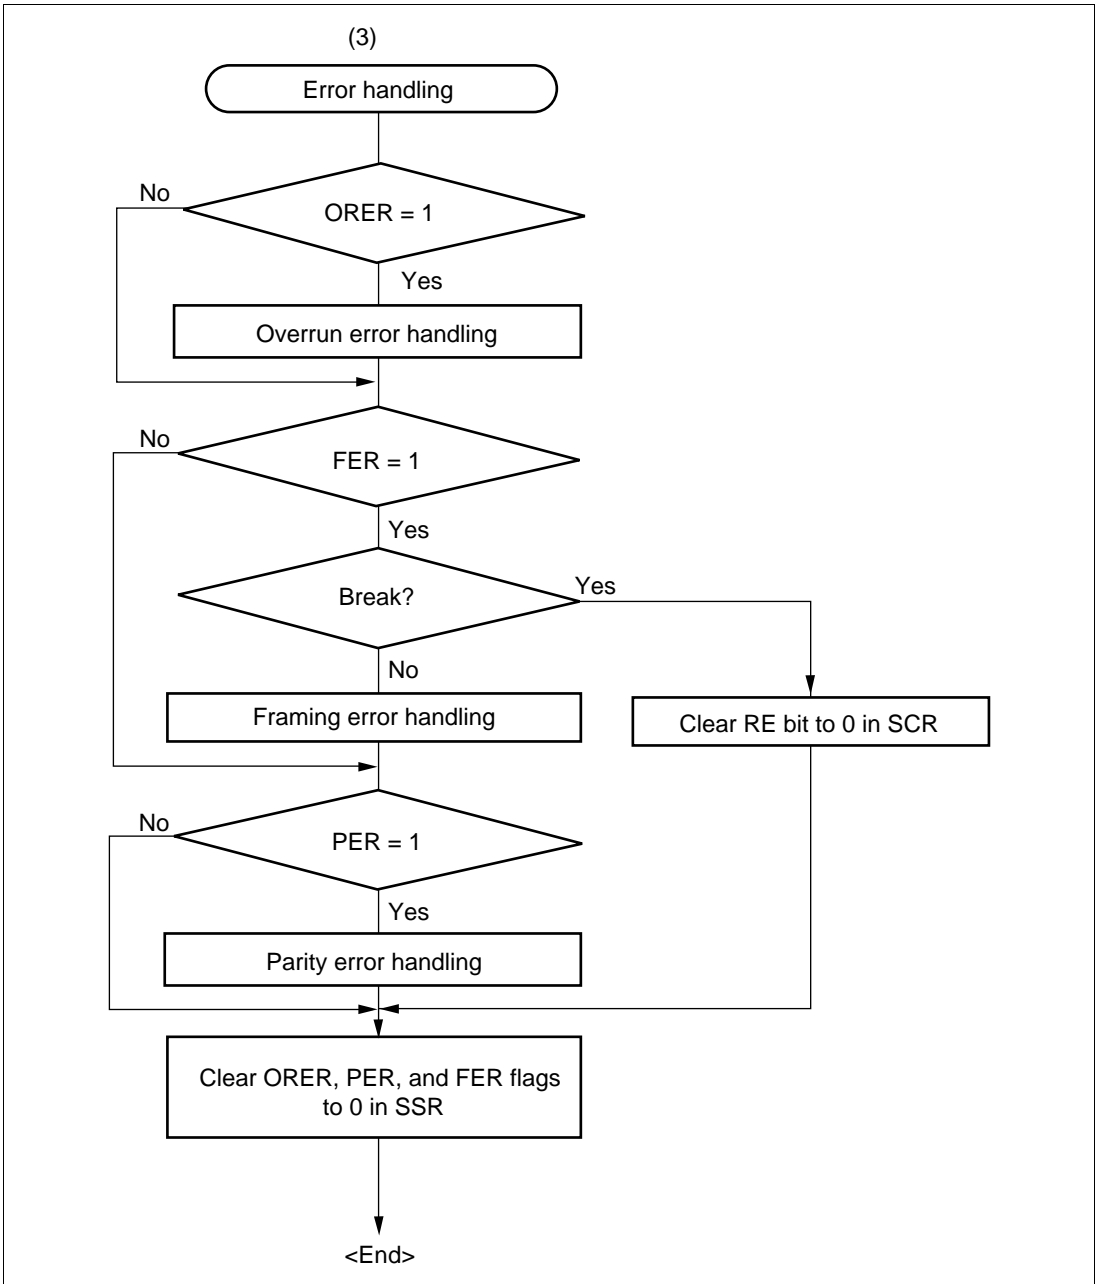 (3)
Error handling
No
ORER = 1
Yes
Overrun error handling
No
FER = 1
Yes
Break?
Yes
No
Framing error handling
Clear RE bit to 0 in SCR
No
PER = 1
Yes
Parity error handling
Clear ORER, PER, and FER flags
to 0 in SSR
<End>